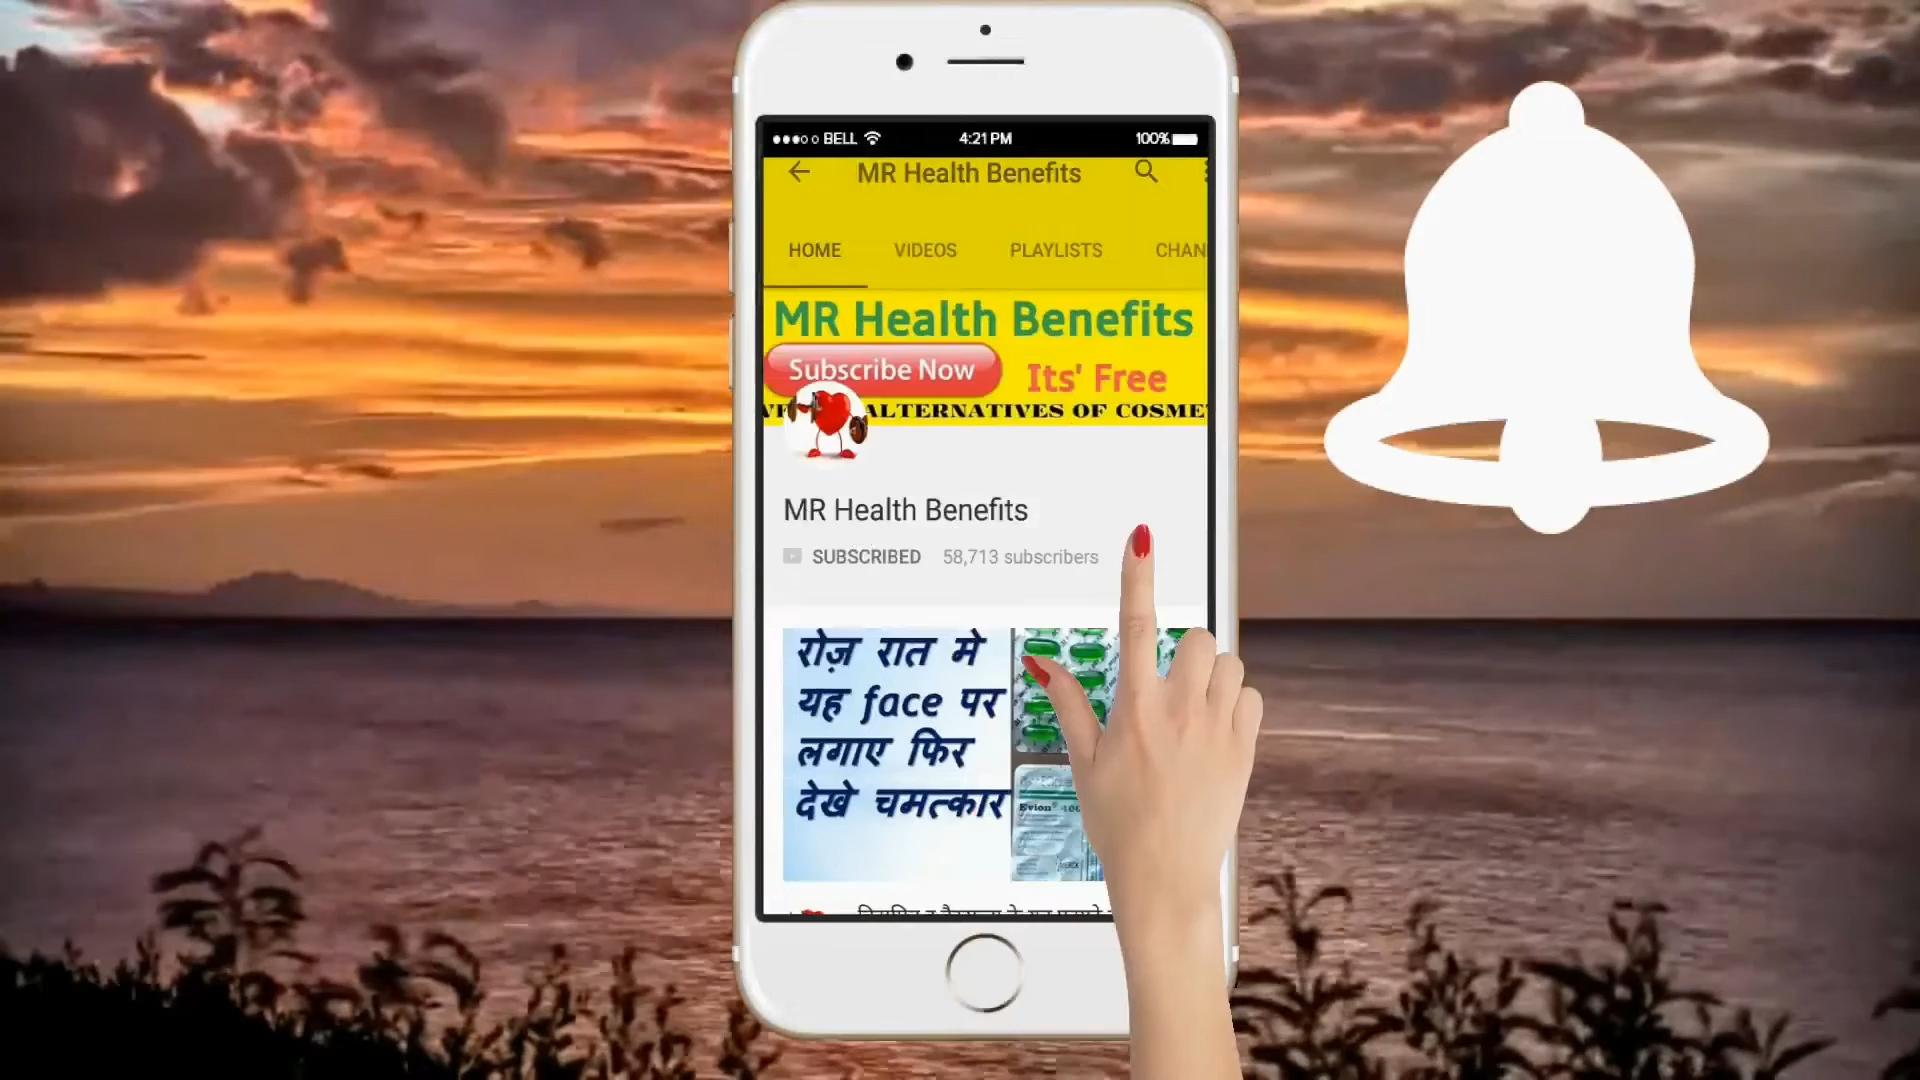 BELL 4:21 PM 100%
MR Health Benefits
HOME VIDEOS PLAYLISTS CHAN
MR Health Benefits
Subscribe Now Its' Free
ALTERNATIVES OF COSME
MR Health Benefits
SUBSCRIBED 58,713 subscribers
रोज़ रात मे
यह face पर
लगाए फिर
देखे चमत्कार
Evion